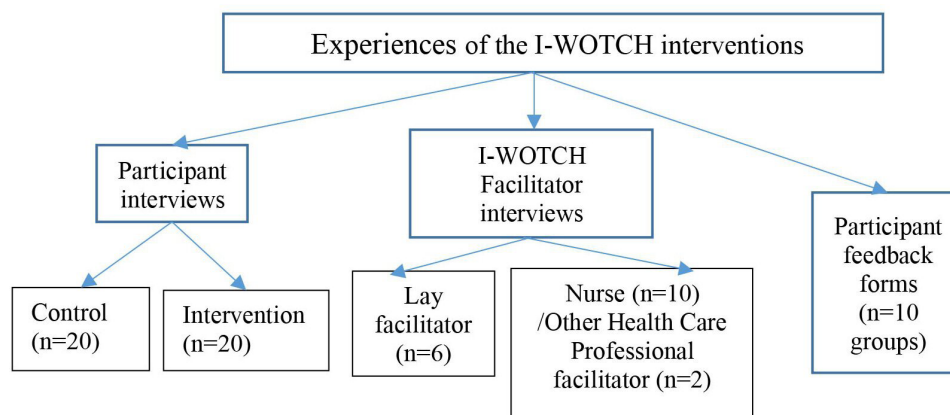 Experiences of the I-WOTCH interventions
Participant
interviews
I-WOTCH
Facilitator
interviews
Participant
feedback
forms
(n=10
groups)
Control
(n=20)
Intervention
(n=20)
Lay
facilitator
(n=6)
Nurse (n=10)
/Other Health Care
Professional
facilitator (n=2)